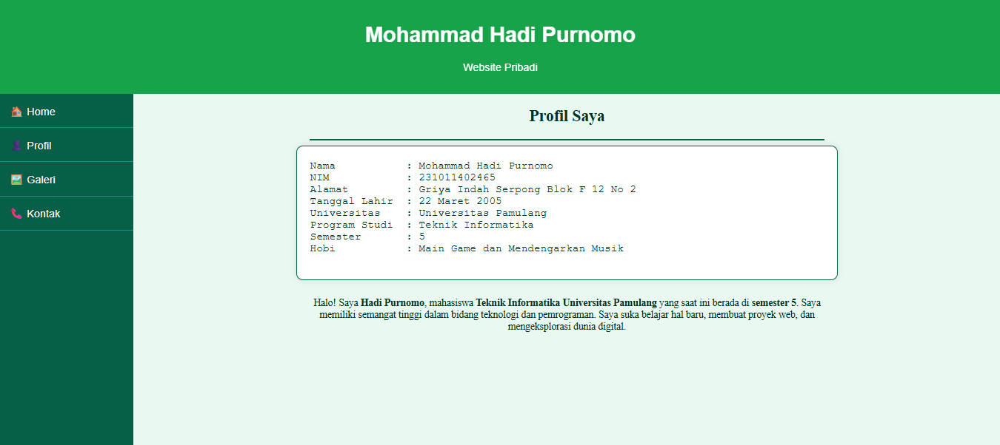 Mohammad Hadi Purnomo
Website Pribadi
Home
Profil
Galeri
Kontak
Profil Saya
Nama : Mohammad Hadi Purnomo
NIM : 231011402465
Alamat : Griya Indah Serpong Blok F 12 No 2
Tanggal Lahir : 22 Maret 2005
Universitas : Universitas Pamulang
Program Studi : Teknik Informatika
Semester : 5
Hobi : Main Game dan Mendengarkan Musik
Halo! Saya Hadi Purnomo, mahasiswa Teknik Informatika Universitas Pamulang yang saat ini berada di semester 5. Saya
memiliki semangat tinggi dalam bidang teknologi dan pemrograman. Saya suka belajar hal baru, membuat proyek web, dan
mengeksplorasi dunia digital.